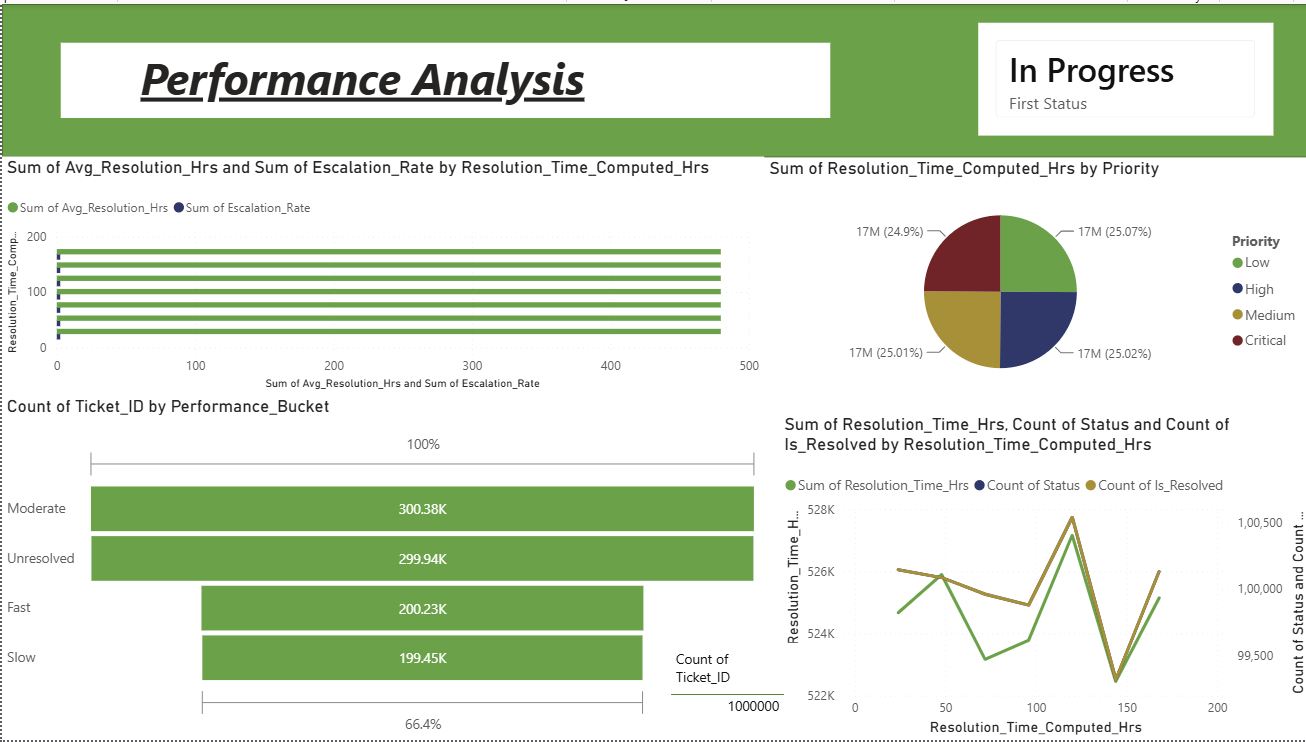 Performance Analysis
In Progress
First Status
Sum of Avg_Resolution_Hrs and Sum of Escalation_Rate by Resolution_Time_Computed_Hrs
Sum of Avg_Resolution_Hrs Sum of Escalation_Rate
Resolution_Time_Comp...
200
100
0
0 100 200 300 400 500
Sum of Avg_Resolution_Hrs and Sum of Escalation_Rate
Sum of Resolution_Time_Computed_Hrs by Priority
17M (24.9%)
17M (25.07%)
17M (25.01%)
17M (25.02%)
Priority
Low
High
Medium
Critical
Count of Ticket_ID by Performance_Bucket
100%
Moderate 300.38K
Unresolved 299.94K
Fast 200.23K
Slow 199.45K
66.4%
Count of
Ticket_ID
1000000
Sum of Resolution_Time_Hrs, Count of Status and Count of
Is_Resolved by Resolution_Time_Computed_Hrs
Sum of Resolution_Time_Hrs Count of Status Count of Is_Resolved
Resolution_Time_H...
528K
526K
524K
522K
1,00,500
1,00,000
99,500
Count of Status and Count...
0 50 100 150 200
Resolution_Time_Computed_Hrs